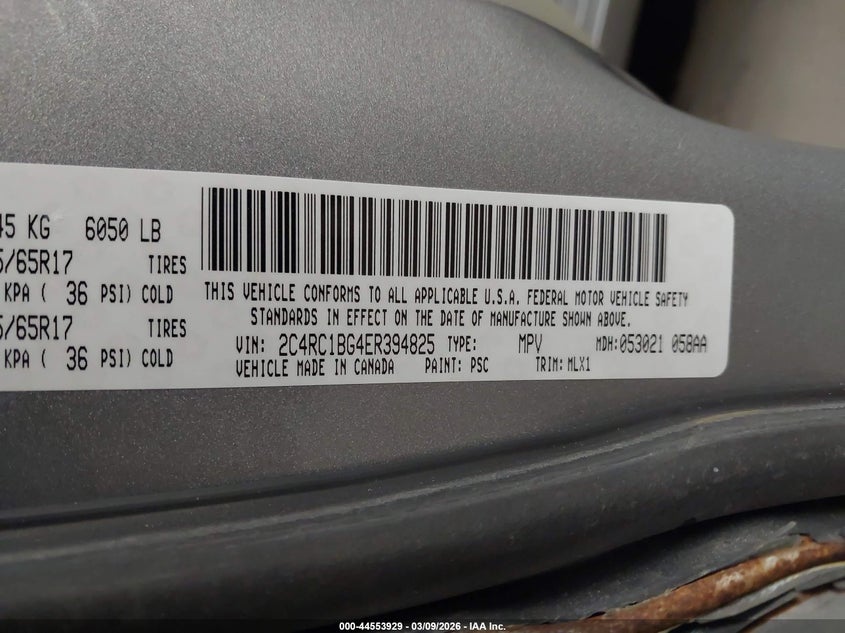 45 KG 6050 LB
5/65R17 TIRES
KPA ( 36 PSI) COLD
5/65R17 TIRES
KPA ( 36 PSI) COLD
THIS VEHICLE CONFORMS TO ALL APPLICABLE U.S.A. FEDERAL MOTOR VEHICLE SAFETY
STANDARDS IN EFFECT ON THE DATE OF MANUFACTURE SHOWN ABOVE.
VIN: 2C4RC1BG4ER394825 TYPE: MPV MDH: 053021 058AA
VEHICLE MADE IN CANADA PAINT: PSC TRIM: MLX1
000-44553929 - 03/09/2026 - IAA Inc.